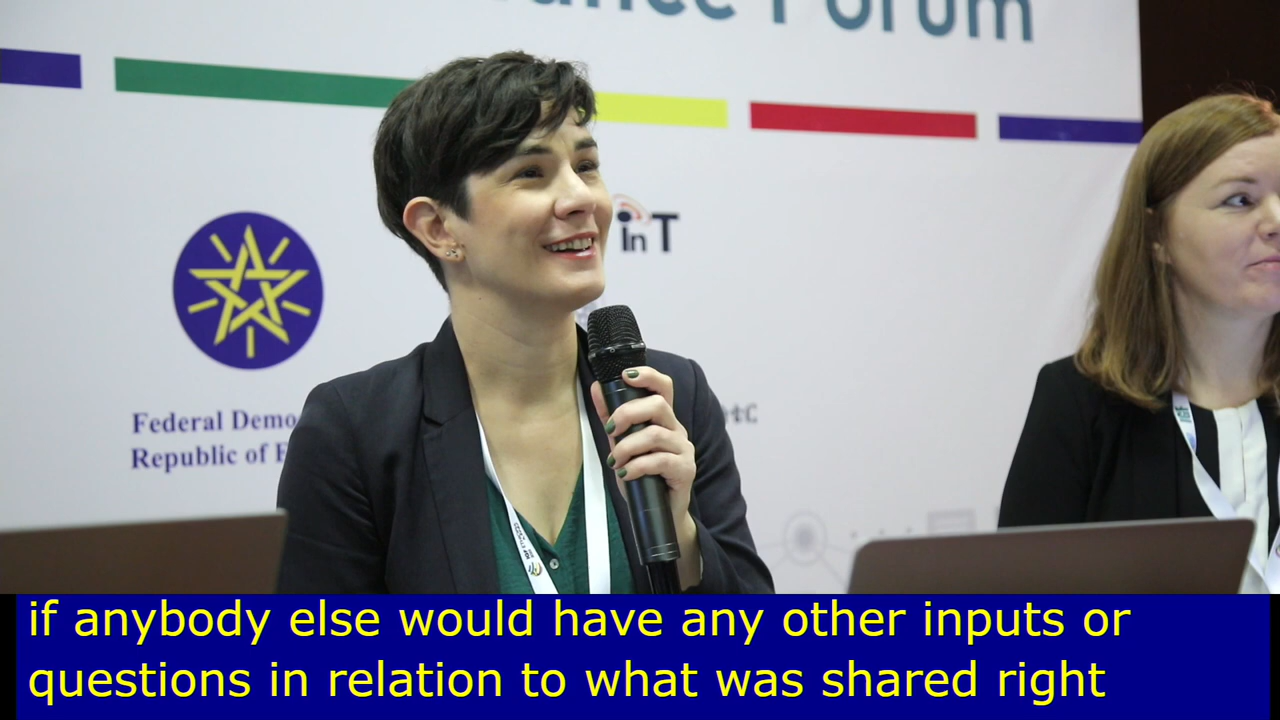 Forum
inT
Federal Demo
Republic of E
if anybody else would have any other inputs or
questions in relation to what was shared right